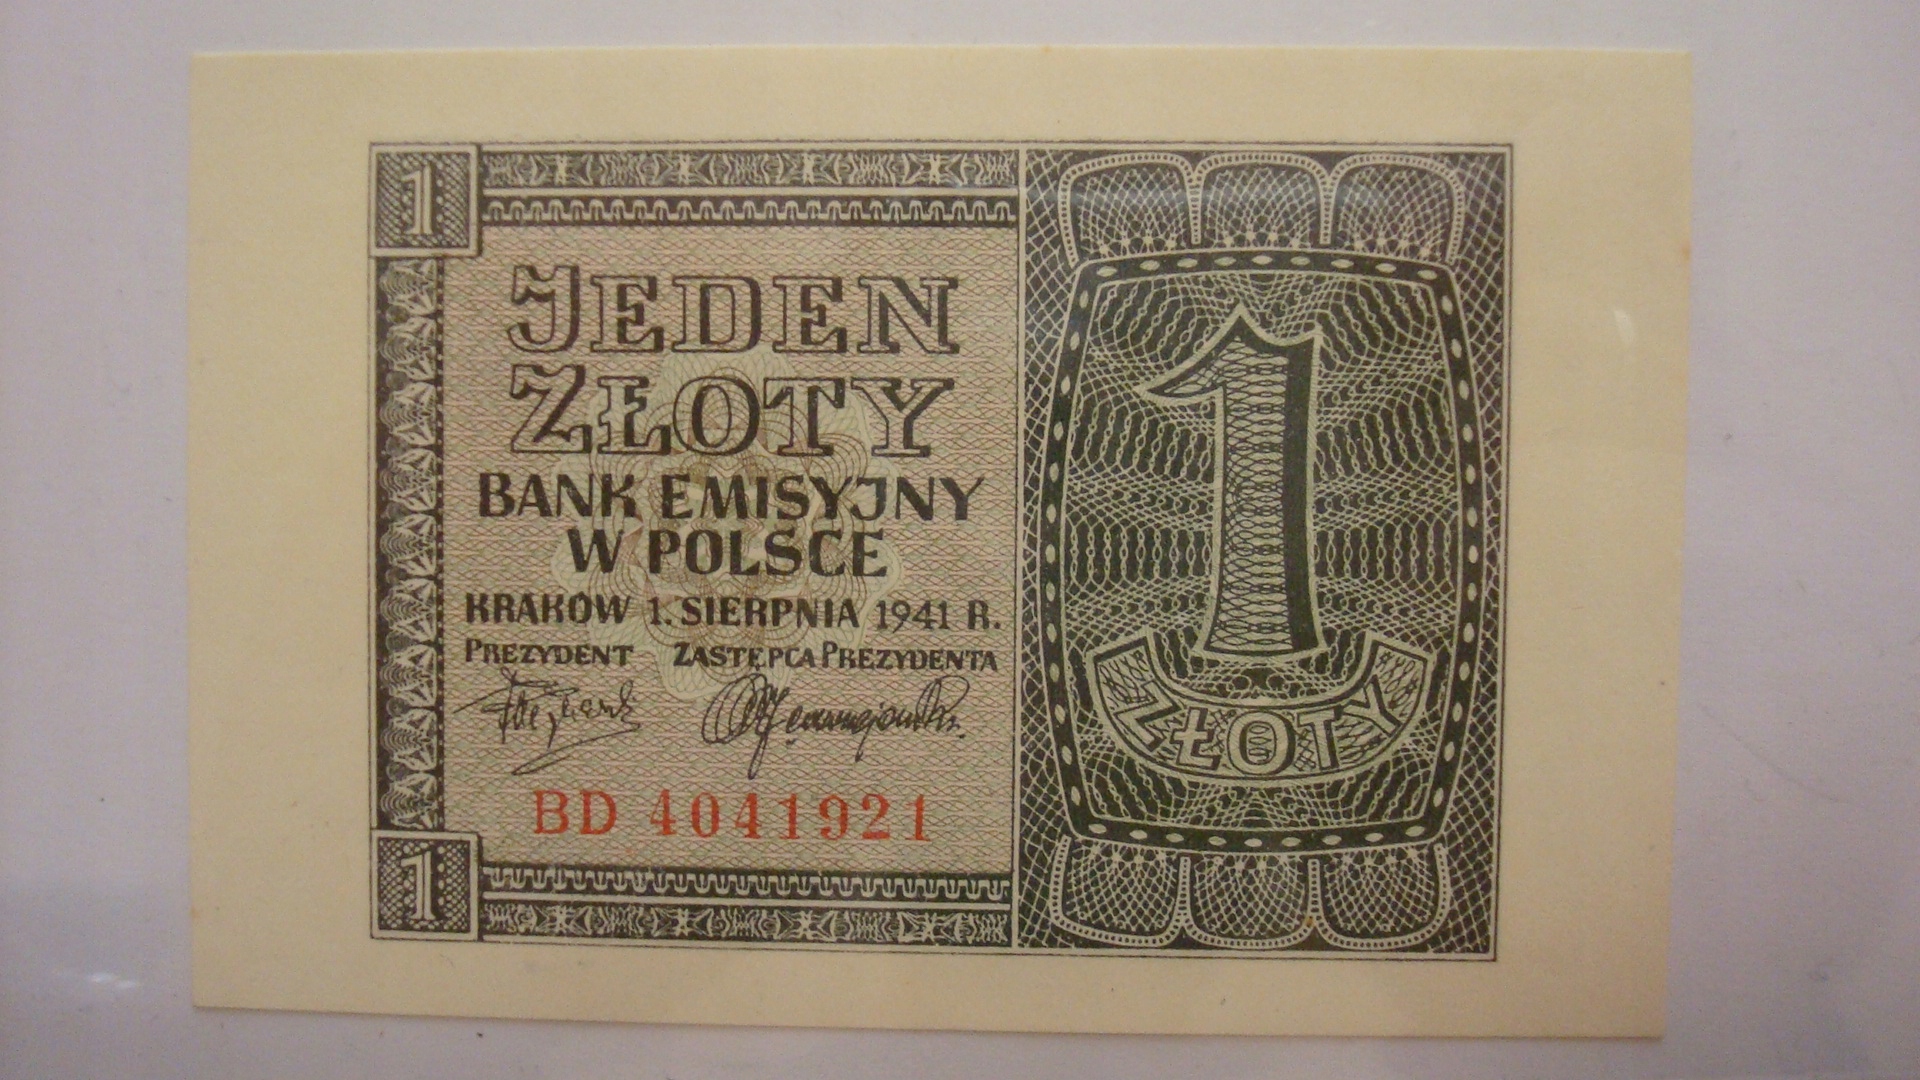 1
JEDEN
ZŁOTY
BANK EMISYJNY
W POLSCE
KRAKÓW 1. SIERPNIA 1941 R.
PREZYDENT ZASTĘPCA PREZYDENTA
BD 4041921
1
1
ZŁOTY